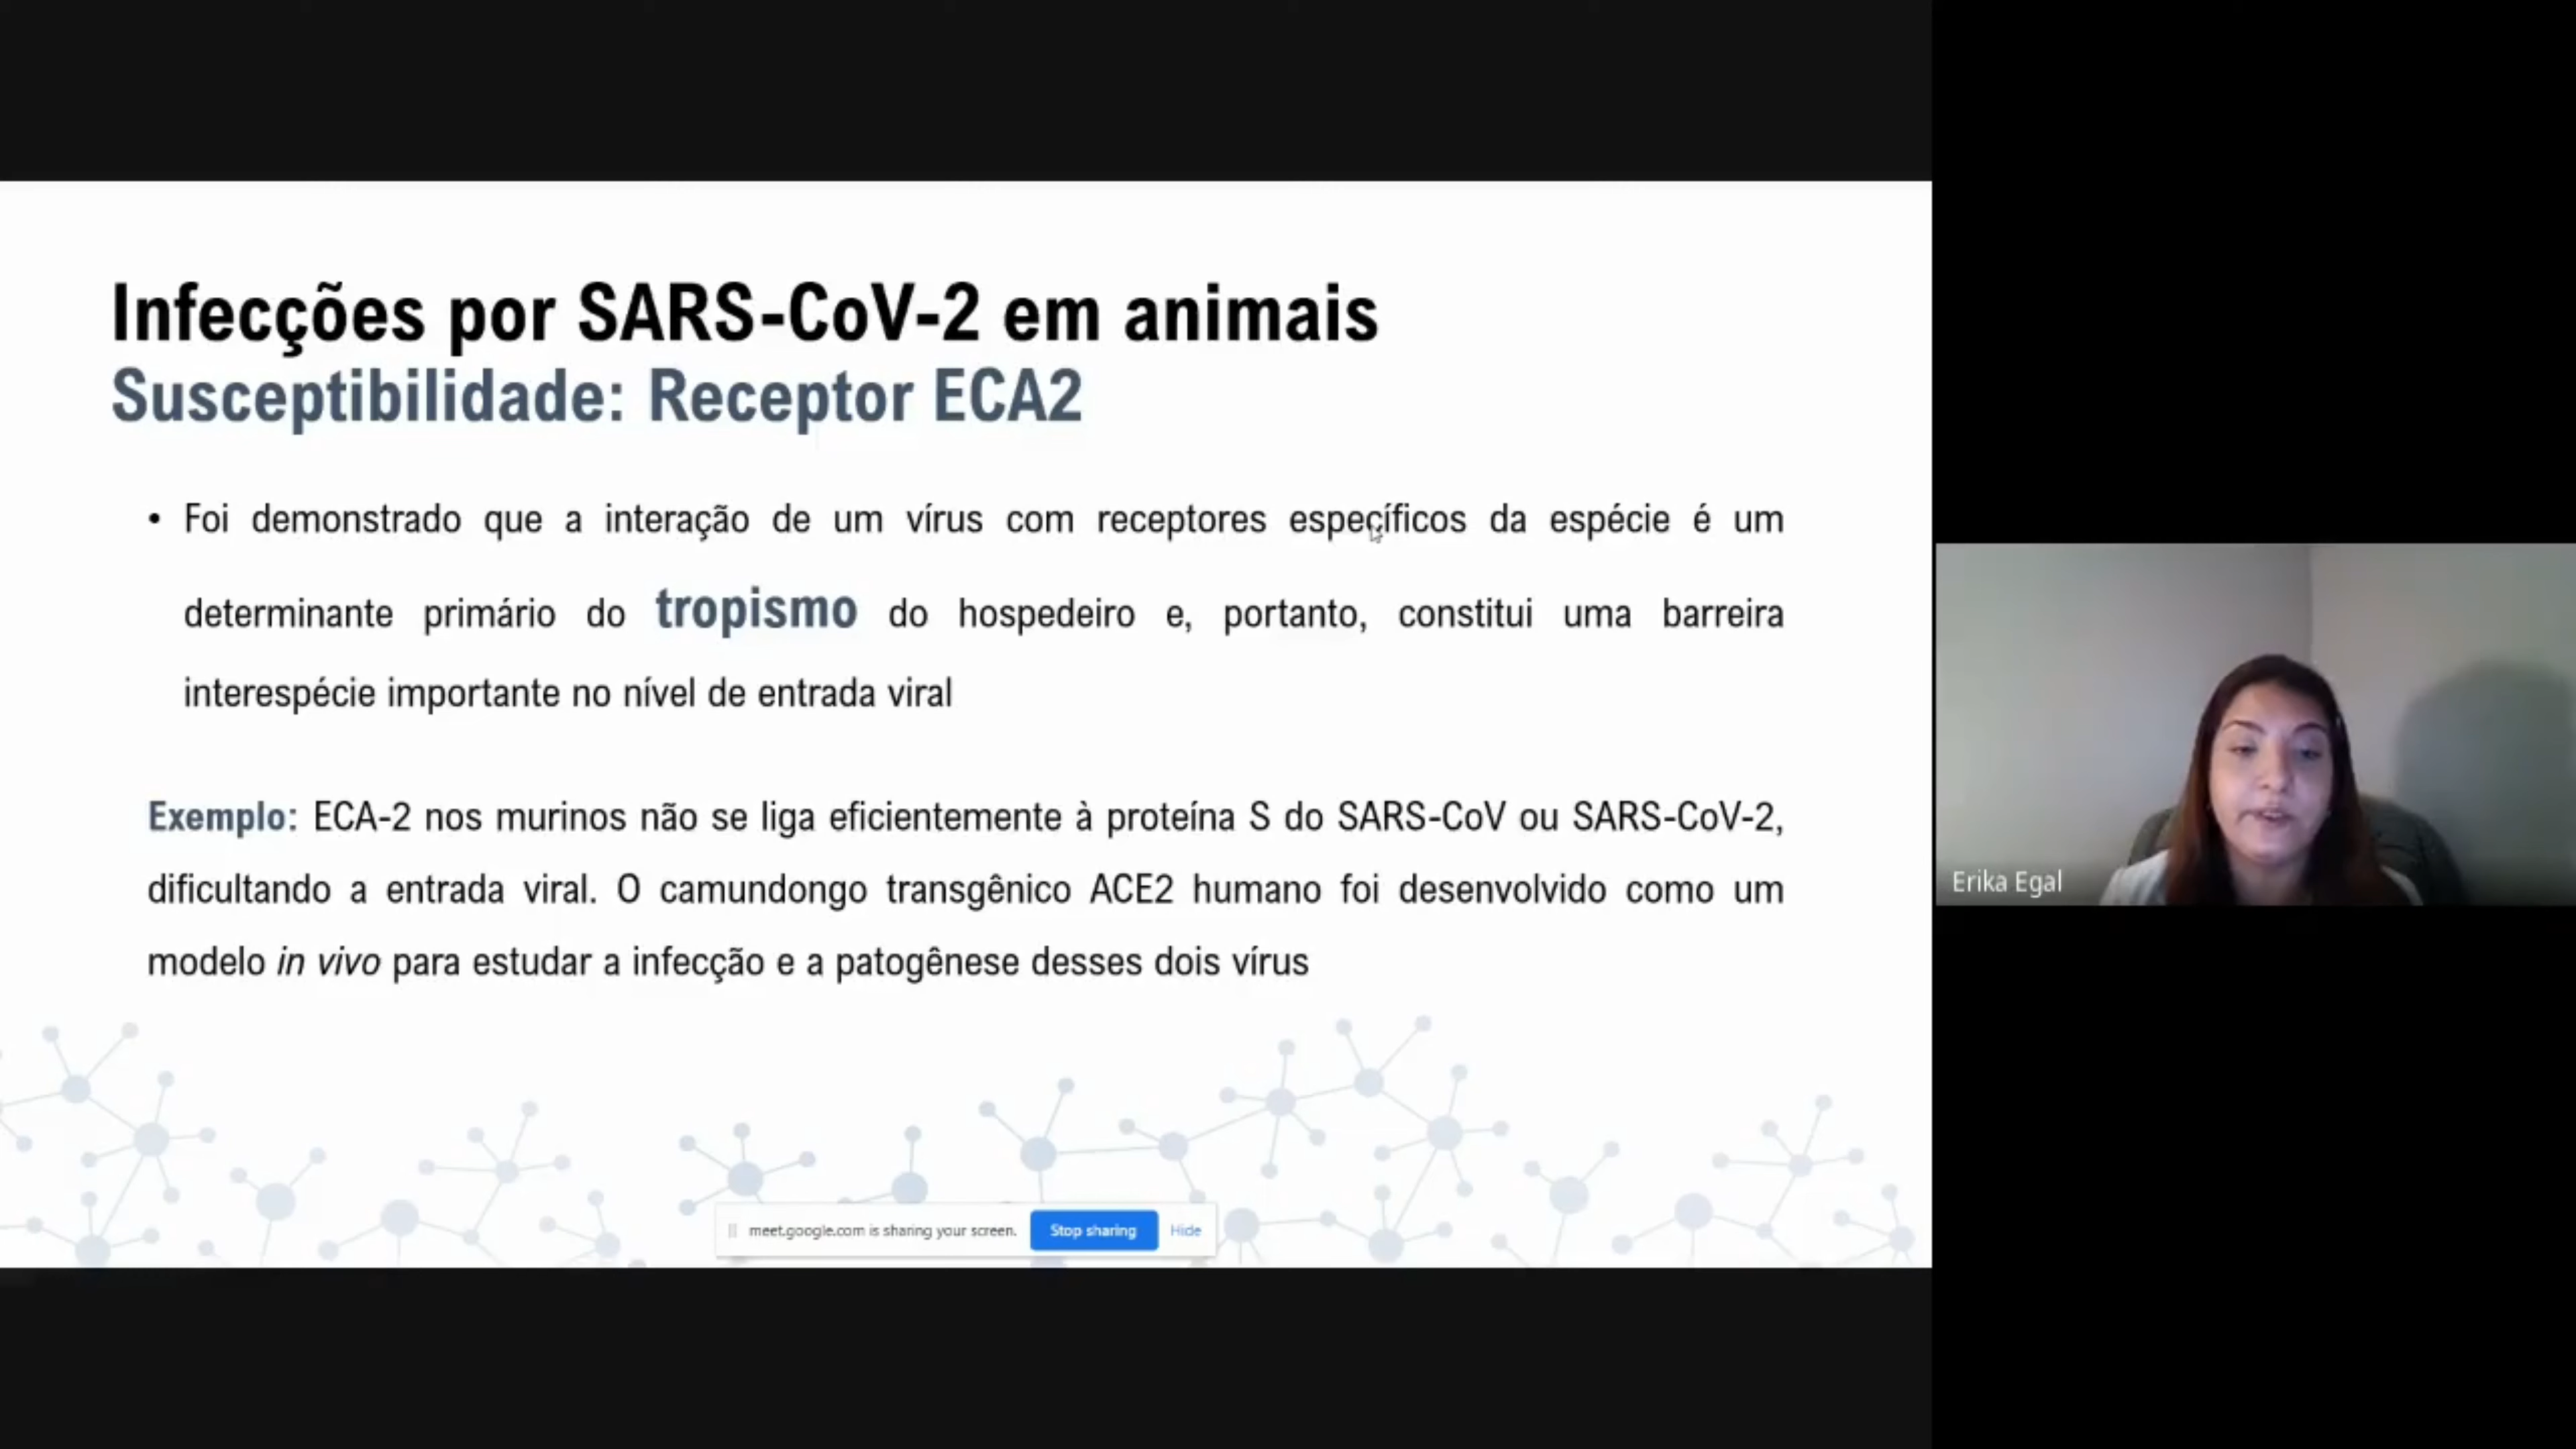 Infecções por SARS-CoV-2 em animais
Susceptibilidade: Receptor ECA2
• Foi demonstrado que a interação de um vírus com receptores específicos da espécie é um
determinante primário do tropismo do hospedeiro e, portanto, constitui uma barreira
interespécie importante no nível de entrada viral
Exemplo: ECA-2 nos murinos não se liga eficientemente à proteína S do SARS-CoV ou SARS-CoV-2,
dificultando a entrada viral. O camundongo transgênico ACE2 humano foi desenvolvido como um
modelo in vivo para estudar a infecção e a patogênese desses dois vírus
meet.google.com is sharing your screen. Stop sharing Hide
Erika Egal